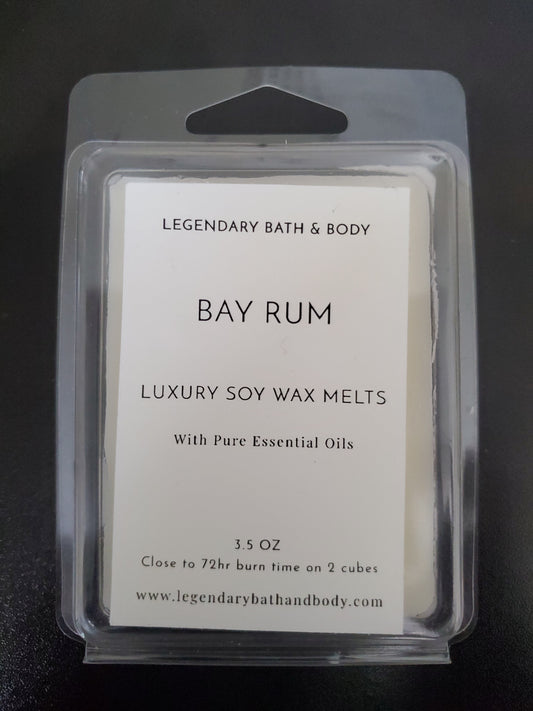 LEGENDARY BATH & BODY
BAY RUM
LUXURY SOY WAX MELTS
With Pure Essential Oils
3.5 OZ
Close to 72hr burn time on 2 cubes
www.legendarybathandbody.com